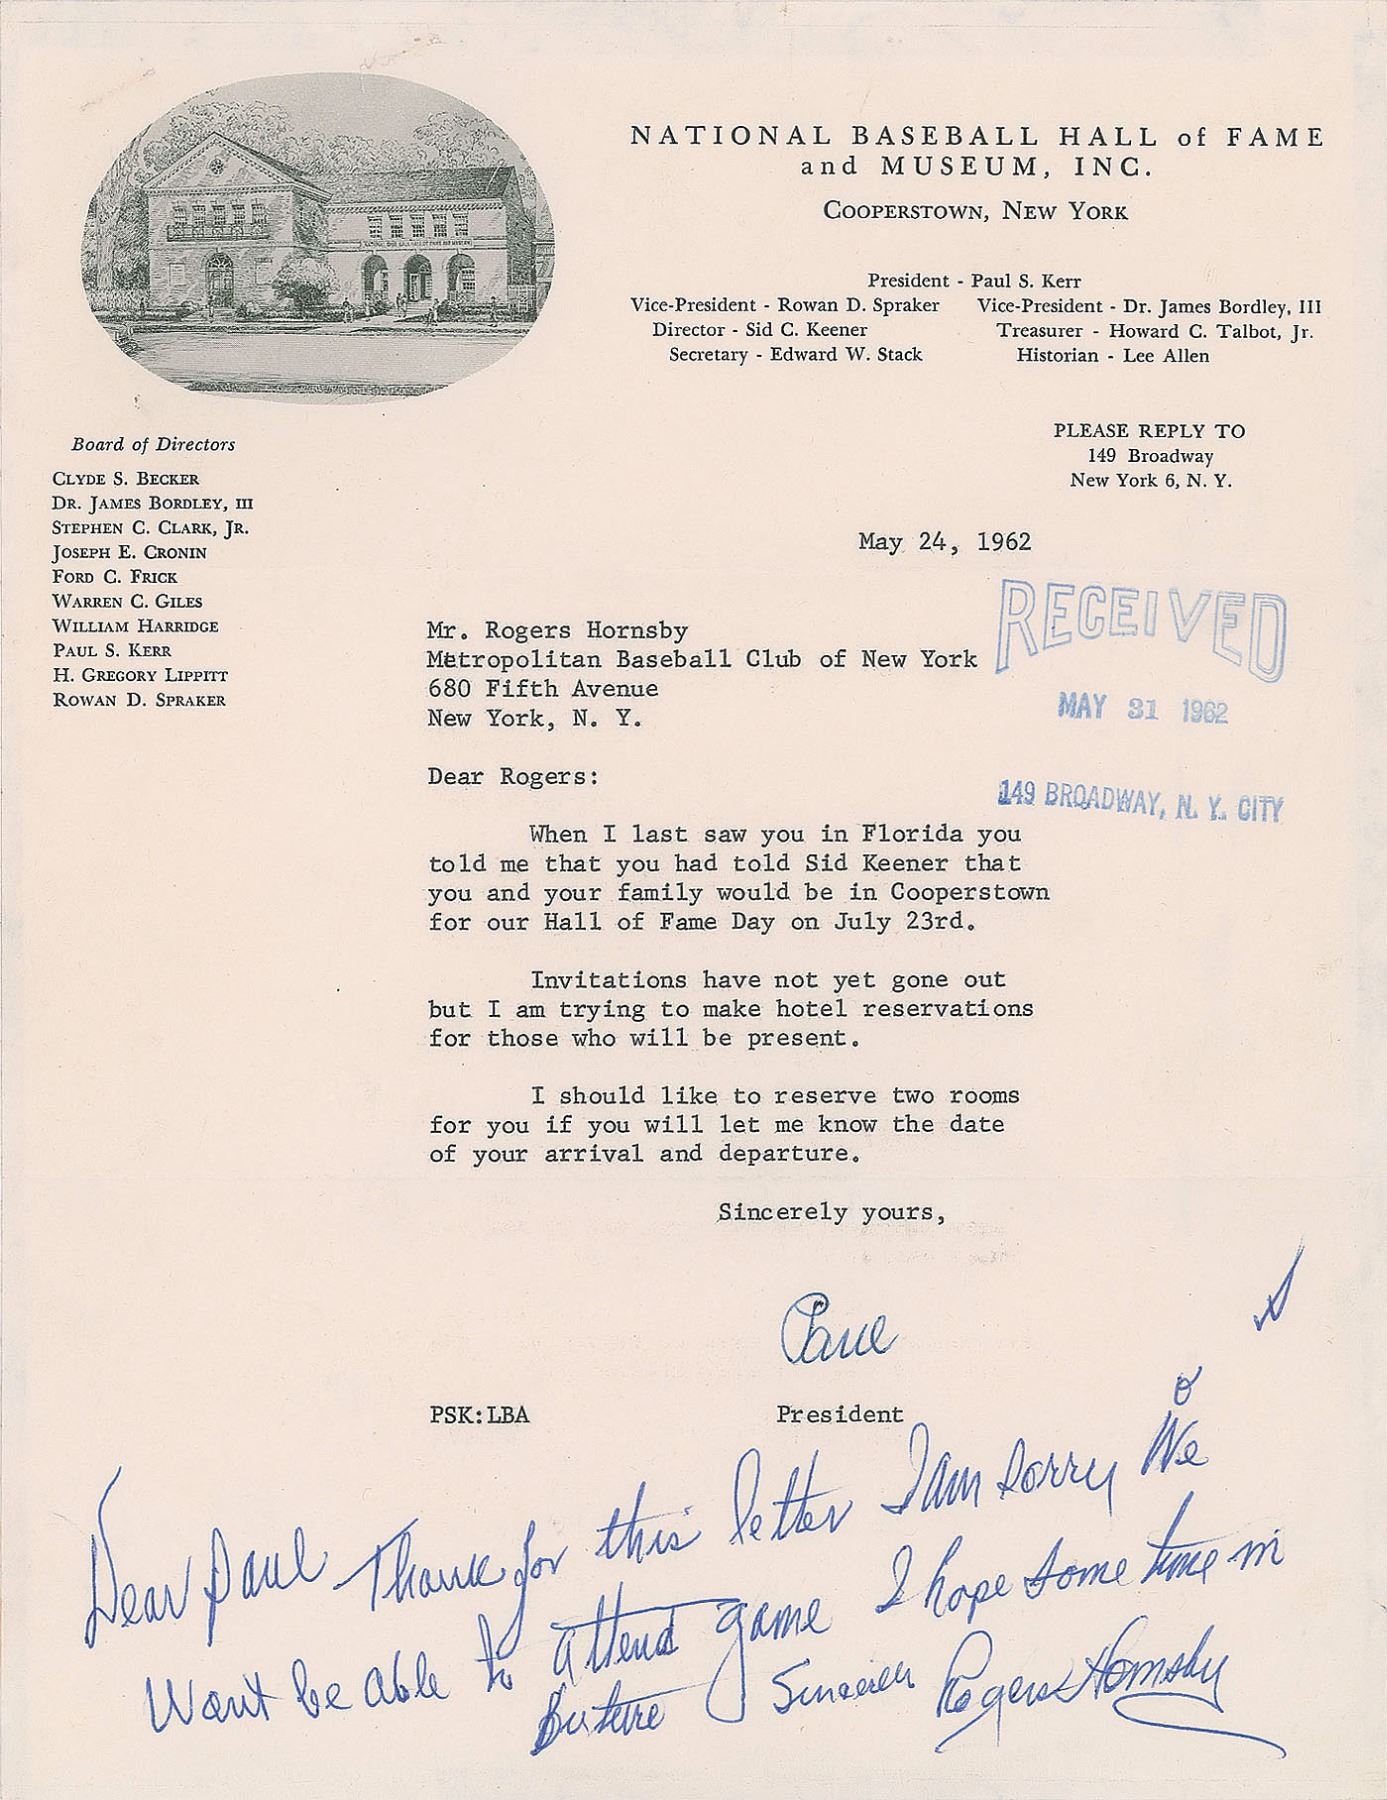 NATIONAL BASEBALL HALL of FAME
and MUSEUM, INC.
COOPERSTOWN, NEW YORK
President - Paul S. Kerr
Vice-President - Rowan D. Spraker Vice-President - Dr. James Bordley, III
Director - Sid C. Keener Treasurer - Howard C. Talbot, Jr.
Secretary - Edward W. Stack Historian - Lee Allen
Board of Directors
CLYDE S. BECKER
DR. JAMES BORDLEY, III
STEPHEN C. CLARK, JR.
JOSEPH E. CRONIN
FORD C. FRICK
WARREN C. GILES
WILLIAM HARRIDGE
PAUL S. KERR
H. GREGORY LIPPITT
ROWAN D. SPRAKER
PLEASE REPLY TO
149 Broadway
New York 6, N. Y.
May 24, 1962
RECEIVED
MAY 31 1962
149 BROADWAY, N. Y. CITY
Mr. Rogers Hornsby
Metropolitan Baseball Club of New York
680 Fifth Avenue
New York, N. Y.
Dear Rogers:
When I last saw you in Florida you
told me that you had told Sid Keener that
you and your family would be in Cooperstown
for our Hall of Fame Day on July 23rd.
Invitations have not yet gone out
but I am trying to make hotel reservations
for those who will be present.
I should like to reserve two rooms
for you if you will let me know the date
of your arrival and departure.
Sincerely yours,
Paul
PSK:LBA President
Dear Paul Thank for this letter I am sorry We
Wont be able to attend game I hope some time in
future Sincerely Rogers Hornsby